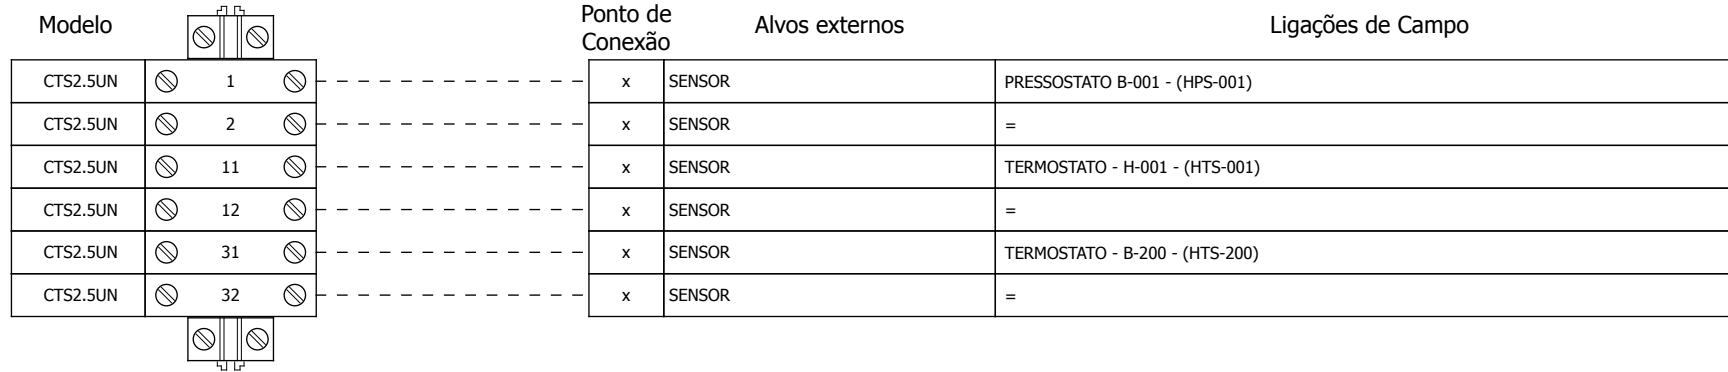 Modelo
Ponto de
Conexão
Alvos externos
Ligações de Campo
CTS2.5UN 1 x SENSOR PRESSOSTATO B-001 - (HPS-001)
CTS2.5UN 2 x SENSOR =
CTS2.5UN 11 x SENSOR TERMOSTATO - H-001 - (HTS-001)
CTS2.5UN 12 x SENSOR =
CTS2.5UN 31 x SENSOR TERMOSTATO - B-200 - (HTS-200)
CTS2.5UN 32 x SENSOR =